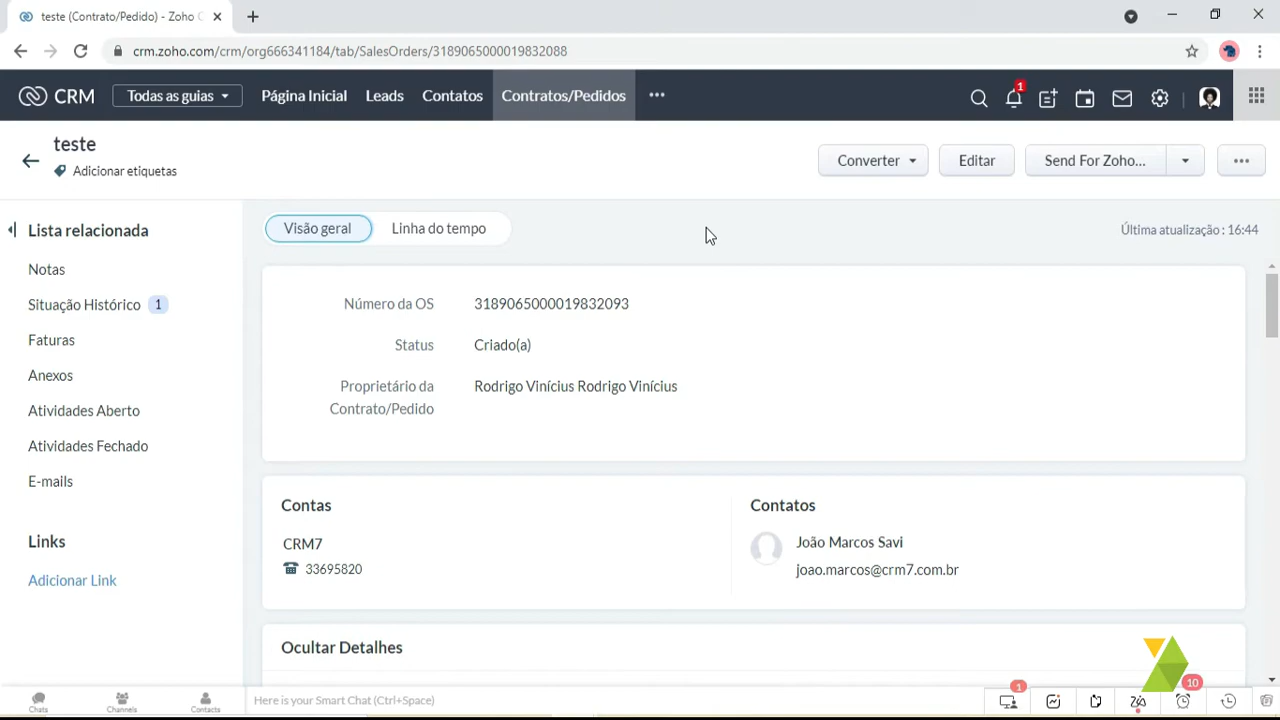 teste (Contrato/Pedido) - Zoho C
crm.zoho.com/crm/org666341184/tab/SalesOrders/3189065000019832088
CRM
Todas as guias
Página Inicial
Leads
Contatos
Contratos/Pedidos
1
teste
Adicionar etiquetas
Converter
Editar
Send For Zoho...
Lista relacionada
Visão geral
Linha do tempo
Última atualização : 16:44
Notas
Situação Histórico 1
Faturas
Anexos
Atividades Aberto
Atividades Fechado
E-mails
Links
Adicionar Link
Número da OS
3189065000019832093
Status
Criado(a)
Proprietário da
Contrato/Pedido
Rodrigo Vinícius Rodrigo Vinícius
Contas
CRM7
33695820
Contatos
João Marcos Savi
joao.marcos@crm7.com.br
Ocultar Detalhes
Chats
Channels
Contacts
Here is your Smart Chat (Ctrl+Space)
1
10